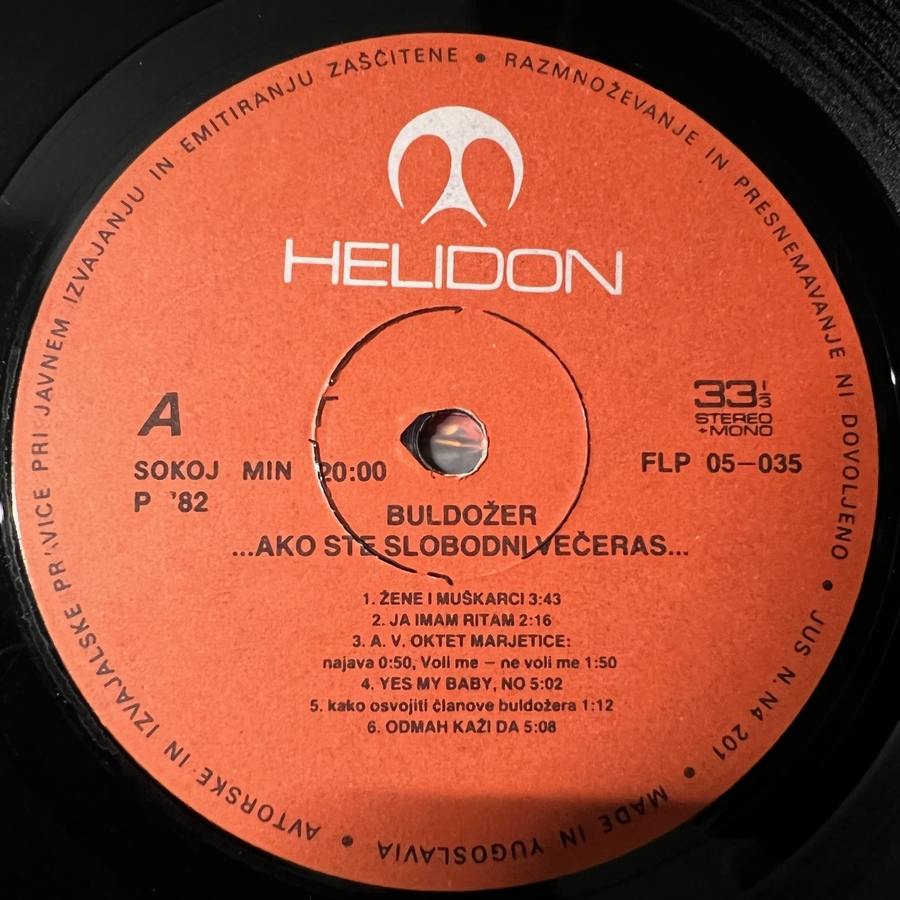 AVTORSKE IN IZVAJALSKE PRAVICE PRI JAVNEM IZVAJANJU IN EMITIRANJU ZAŠČITENE • RAZMNOŽEVANJE IN PRESNEMAVANJE NI DOVOLJENO • JUS N. N4 201 • MADE IN YUGOSLAVIA •
HELIDON
A
33 1/3
STEREO
+MONO
SOKOJ MIN 20:00
FLP 05-035
P '82
BULDOŽER
...AKO STE SLOBODNI VEČERAS...
1. ŽENE I MUŠKARCI 3:43
2. JA IMAM RITAM 2:16
3. A. V. OKTET MARJETICE:
najava 0:50, Voli me – ne voli me 1:50
4. YES MY BABY, NO 5:02
5. kako osvojiti članove buldožera 1:12
6. ODMAH KAŽI DA 5:08